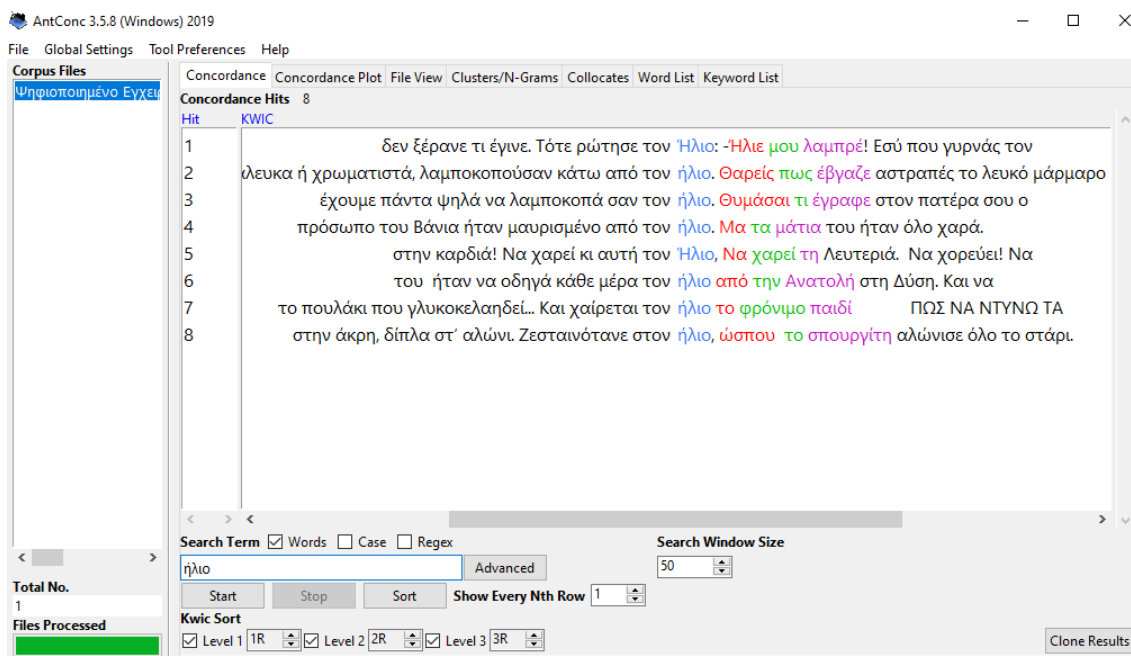 AntConc 3.5.8 (Windows) 2019
File Global Settings Tool Preferences Help
Corpus Files
Ψηφιοποιημένο Εγχει
Total No.
1
Files Processed
Concordance Concordance Plot File View Clusters/N-Grams Collocates Word List Keyword List
Concordance Hits 8
Hit KWIC
1 δεν ξέρανε τι έγινε. Τότε ρώτησε τον Ήλιο: -Ήλιε μου λαμπρέ! Εσύ που γυρνάς τον
2 λευκα ή χρωματιστά, λαμποκοπούσαν κάτω από τον ήλιο. Θαρείς πως έβγαζε αστραπές το λευκό μάρμαρο
3 έχουμε πάντα ψηλά να λαμποκοπά σαν τον ήλιο. Θυμάσαι τι έγραφε στον πατέρα σου ο
4 πρόσωπο του Βάνια ήταν μαυρισμένο από τον ήλιο. Μα τα μάτια του ήταν όλο χαρά.
5 στην καρδιά! Να χαρεί κι αυτή τον Ήλιο, Να χαρεί τη Λευτεριά. Να χορεύει! Να
6 του ήταν να οδηγά κάθε μέρα τον ήλιο από την Ανατολή στη Δύση. Και να
7 το πουλάκι που γλυκοκελαηδεί... Και χαίρεται τον ήλιο το φρόνιμο παιδί ΠΩΣ ΝΑ ΝΤΥΝΩ ΤΑ
8 στην άκρη, δίπλα στ' αλώνι. Ζεσταινότανε στον ήλιο, ώσπου το σπουργίτη αλώνισε όλο το στάρι.
Search Term Words Case Regex Search Window Size
ήλιο Advanced 50
Start Stop Sort Show Every Nth Row 1
Kwic Sort
Level 1 1R Level 2 2R Level 3 3R Clone Results